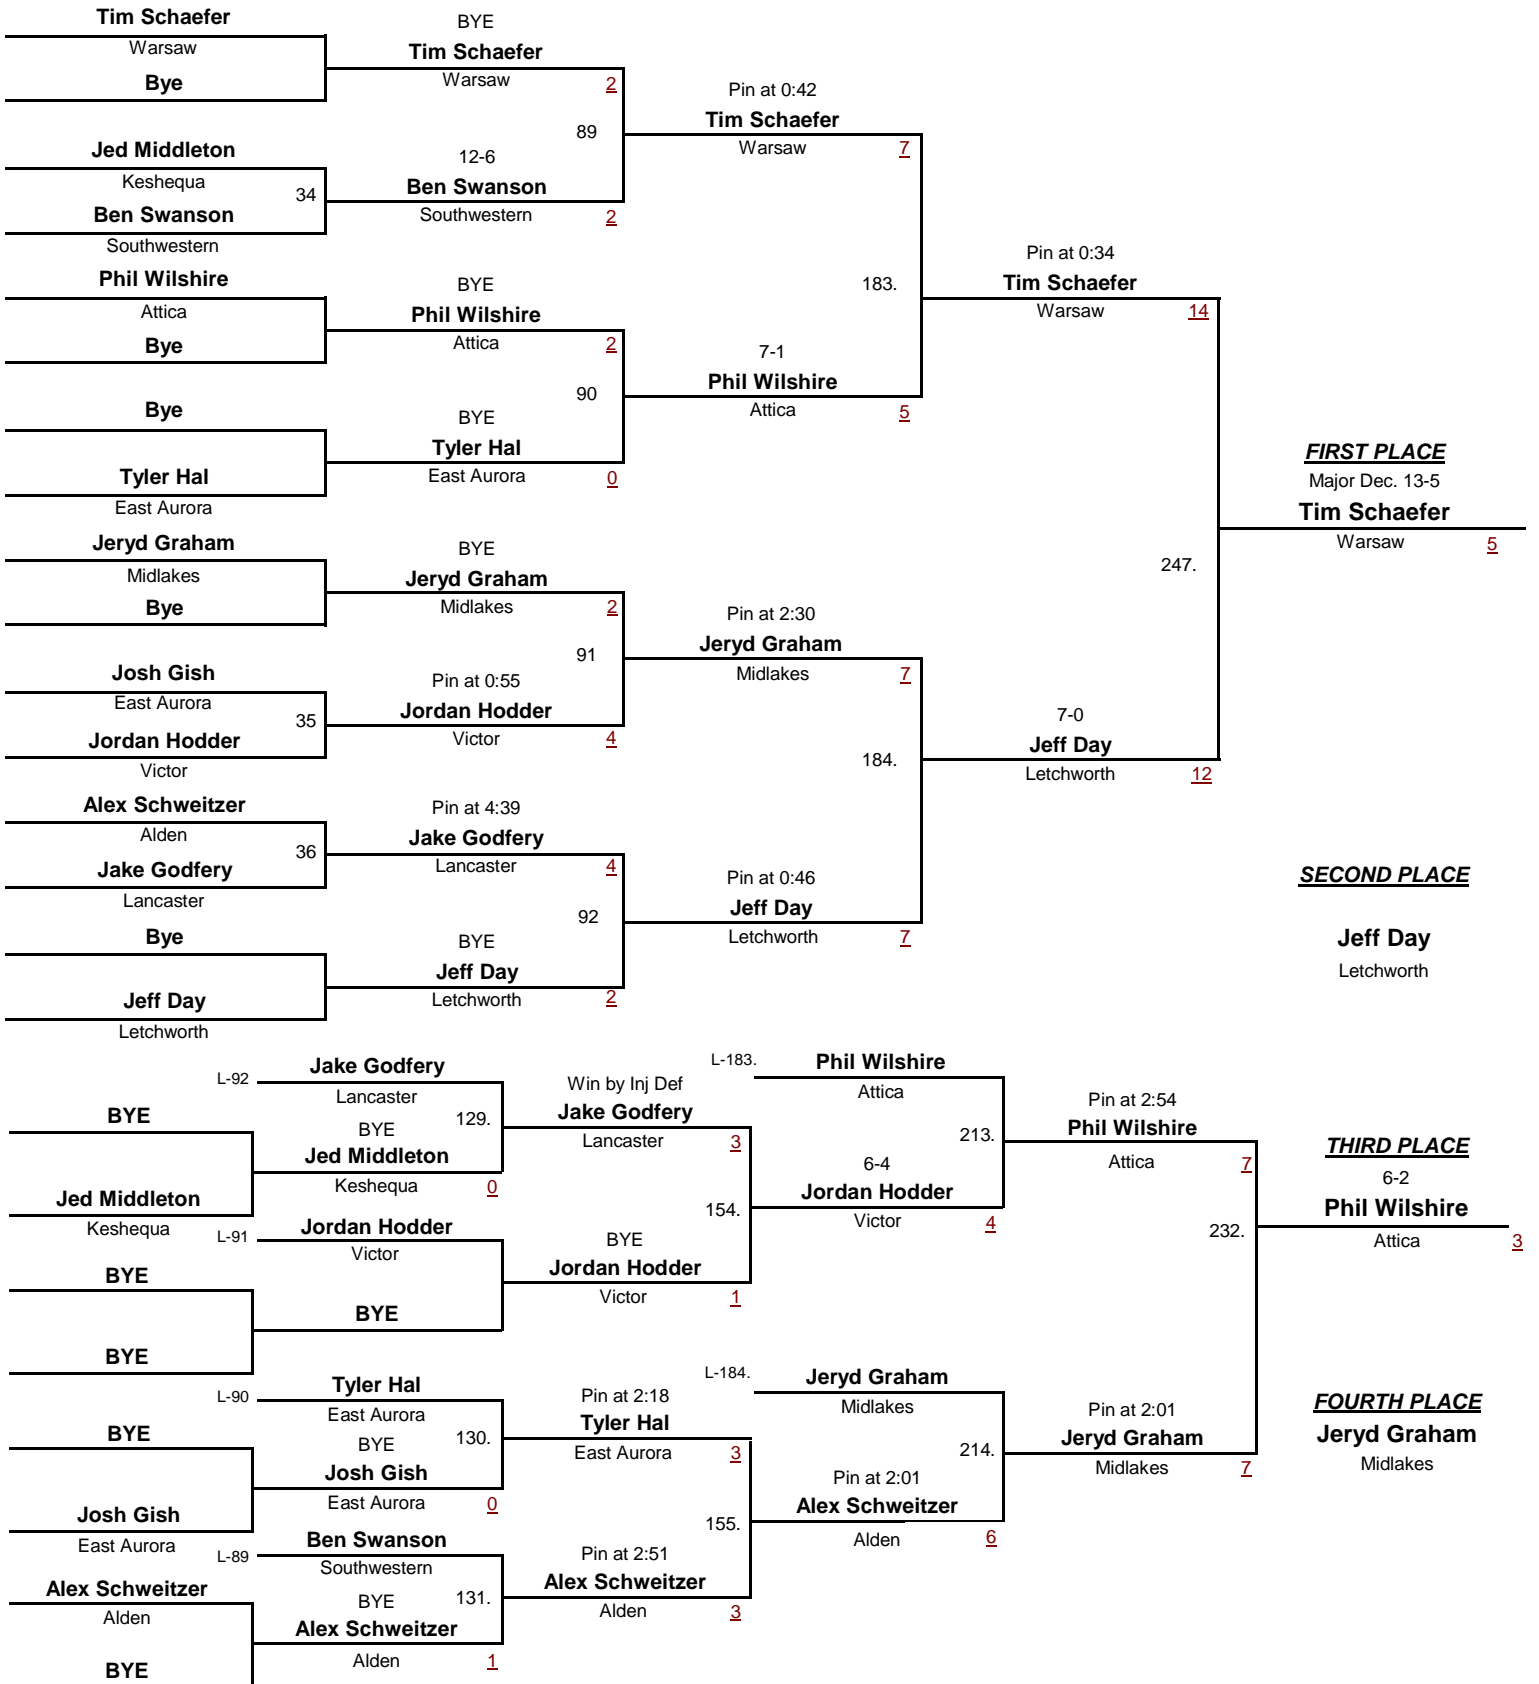 Tim Schaefer
Warsaw
Bye
Jed Middleton
Keshequa
34
Ben Swanson
Southwestern
Phil Wilshire
Attica
Bye
Bye
Tyler Hal
East Aurora
Jeryd Graham
Midlakes
Bye
Josh Gish
East Aurora
35
Jordan Hodder
Victor
Alex Schweitzer
Alden
36
Jake Godfery
Lancaster
Bye
Jeff Day
Letchworth
BYE
Tim Schaefer
Warsaw
2
89
12-6
Ben Swanson
Southwestern
2
BYE
Phil Wilshire
Attica
2
90
BYE
Tyler Hal
East Aurora
0
BYE
Jeryd Graham
Midlakes
2
91
Pin at 0:55
Jordan Hodder
Victor
4
Pin at 4:39
Jake Godfery
Lancaster
4
92
BYE
Jeff Day
Letchworth
2
Pin at 0:42
Tim Schaefer
Warsaw
7
183.
7-1
Phil Wilshire
Attica
5
Pin at 2:30
Jeryd Graham
Midlakes
7
184.
Pin at 0:46
Jeff Day
Letchworth
7
Pin at 0:34
Tim Schaefer
Warsaw
14
247.
7-0
Jeff Day
Letchworth
12
FIRST PLACE
Major Dec. 13-5
Tim Schaefer
Warsaw
5
SECOND PLACE
Jeff Day
Letchworth
BYE
Jed Middleton
Keshequa
BYE
BYE
BYE
Josh Gish
East Aurora
Alex Schweitzer
Alden
BYE
L-92
Jake Godfery
Lancaster
129.
BYE
Jed Middleton
Keshequa
0
L-91
Jordan Hodder
Victor
BYE
L-90
Tyler Hal
East Aurora
130.
BYE
Josh Gish
East Aurora
0
L-89
Ben Swanson
Southwestern
131.
BYE
Alex Schweitzer
Alden
1
Win by Inj Def
Jake Godfery
Lancaster
3
154.
BYE
Jordan Hodder
Victor
1
Pin at 2:18
Tyler Hal
East Aurora
3
155.
Pin at 2:51
Alex Schweitzer
Alden
3
L-183.
Phil Wilshire
Attica
213.
6-4
Jordan Hodder
Victor
4
L-184.
Jeryd Graham
Midlakes
214.
Pin at 2:01
Alex Schweitzer
Alden
6
Pin at 2:54
Phil Wilshire
Attica
7
232.
Pin at 2:01
Jeryd Graham
Midlakes
7
THIRD PLACE
6-2
Phil Wilshire
Attica
3
FOURTH PLACE
Jeryd Graham
Midlakes